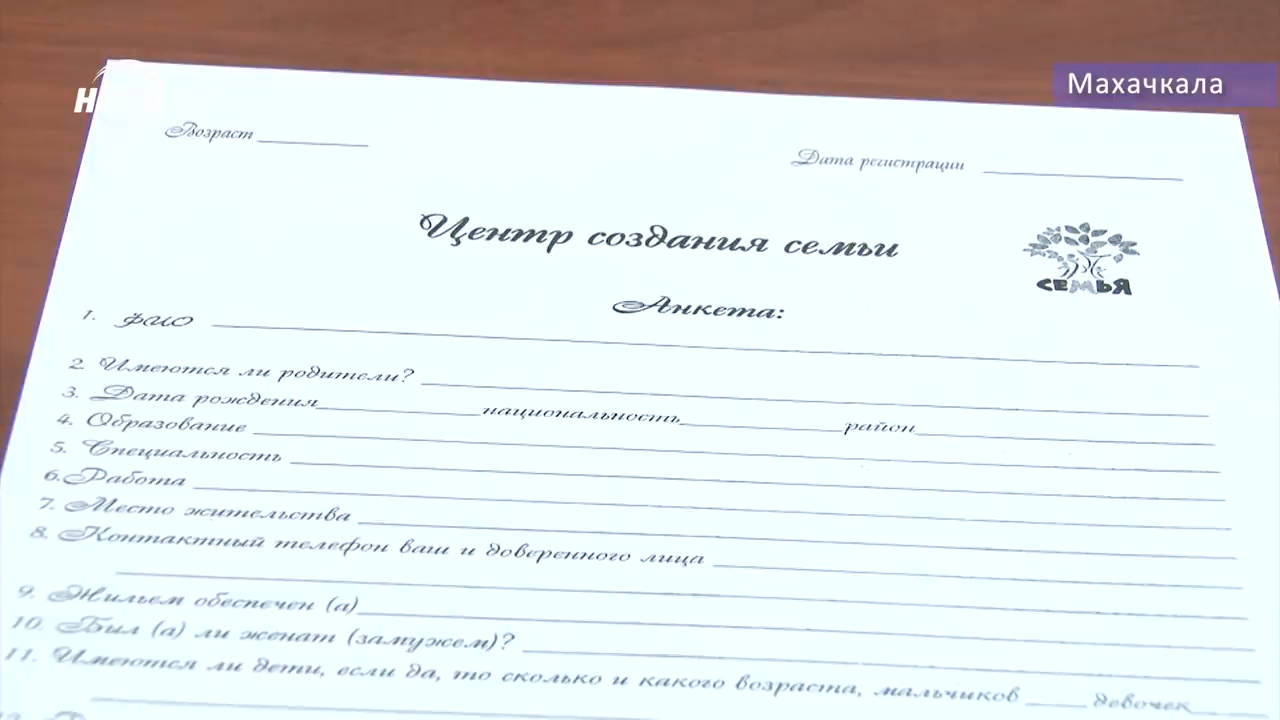 Махачкала
Возраст
Дата регистрации
Центр создания семьи
СЕМЬЯ
Анкета:
1. ФИО
2. Имеются ли родители?
3. Дата рождения национальность район
4. Образование
5. Специальность
6. Работа
7. Место жительства
8. Контактный телефон ваш и доверенного лица
9. Жильем обеспечен (а)
10. Был (а) ли женат (замужем)?
11. Имеются ли дети, если да, то сколько и какого возраста, мальчиков девочек